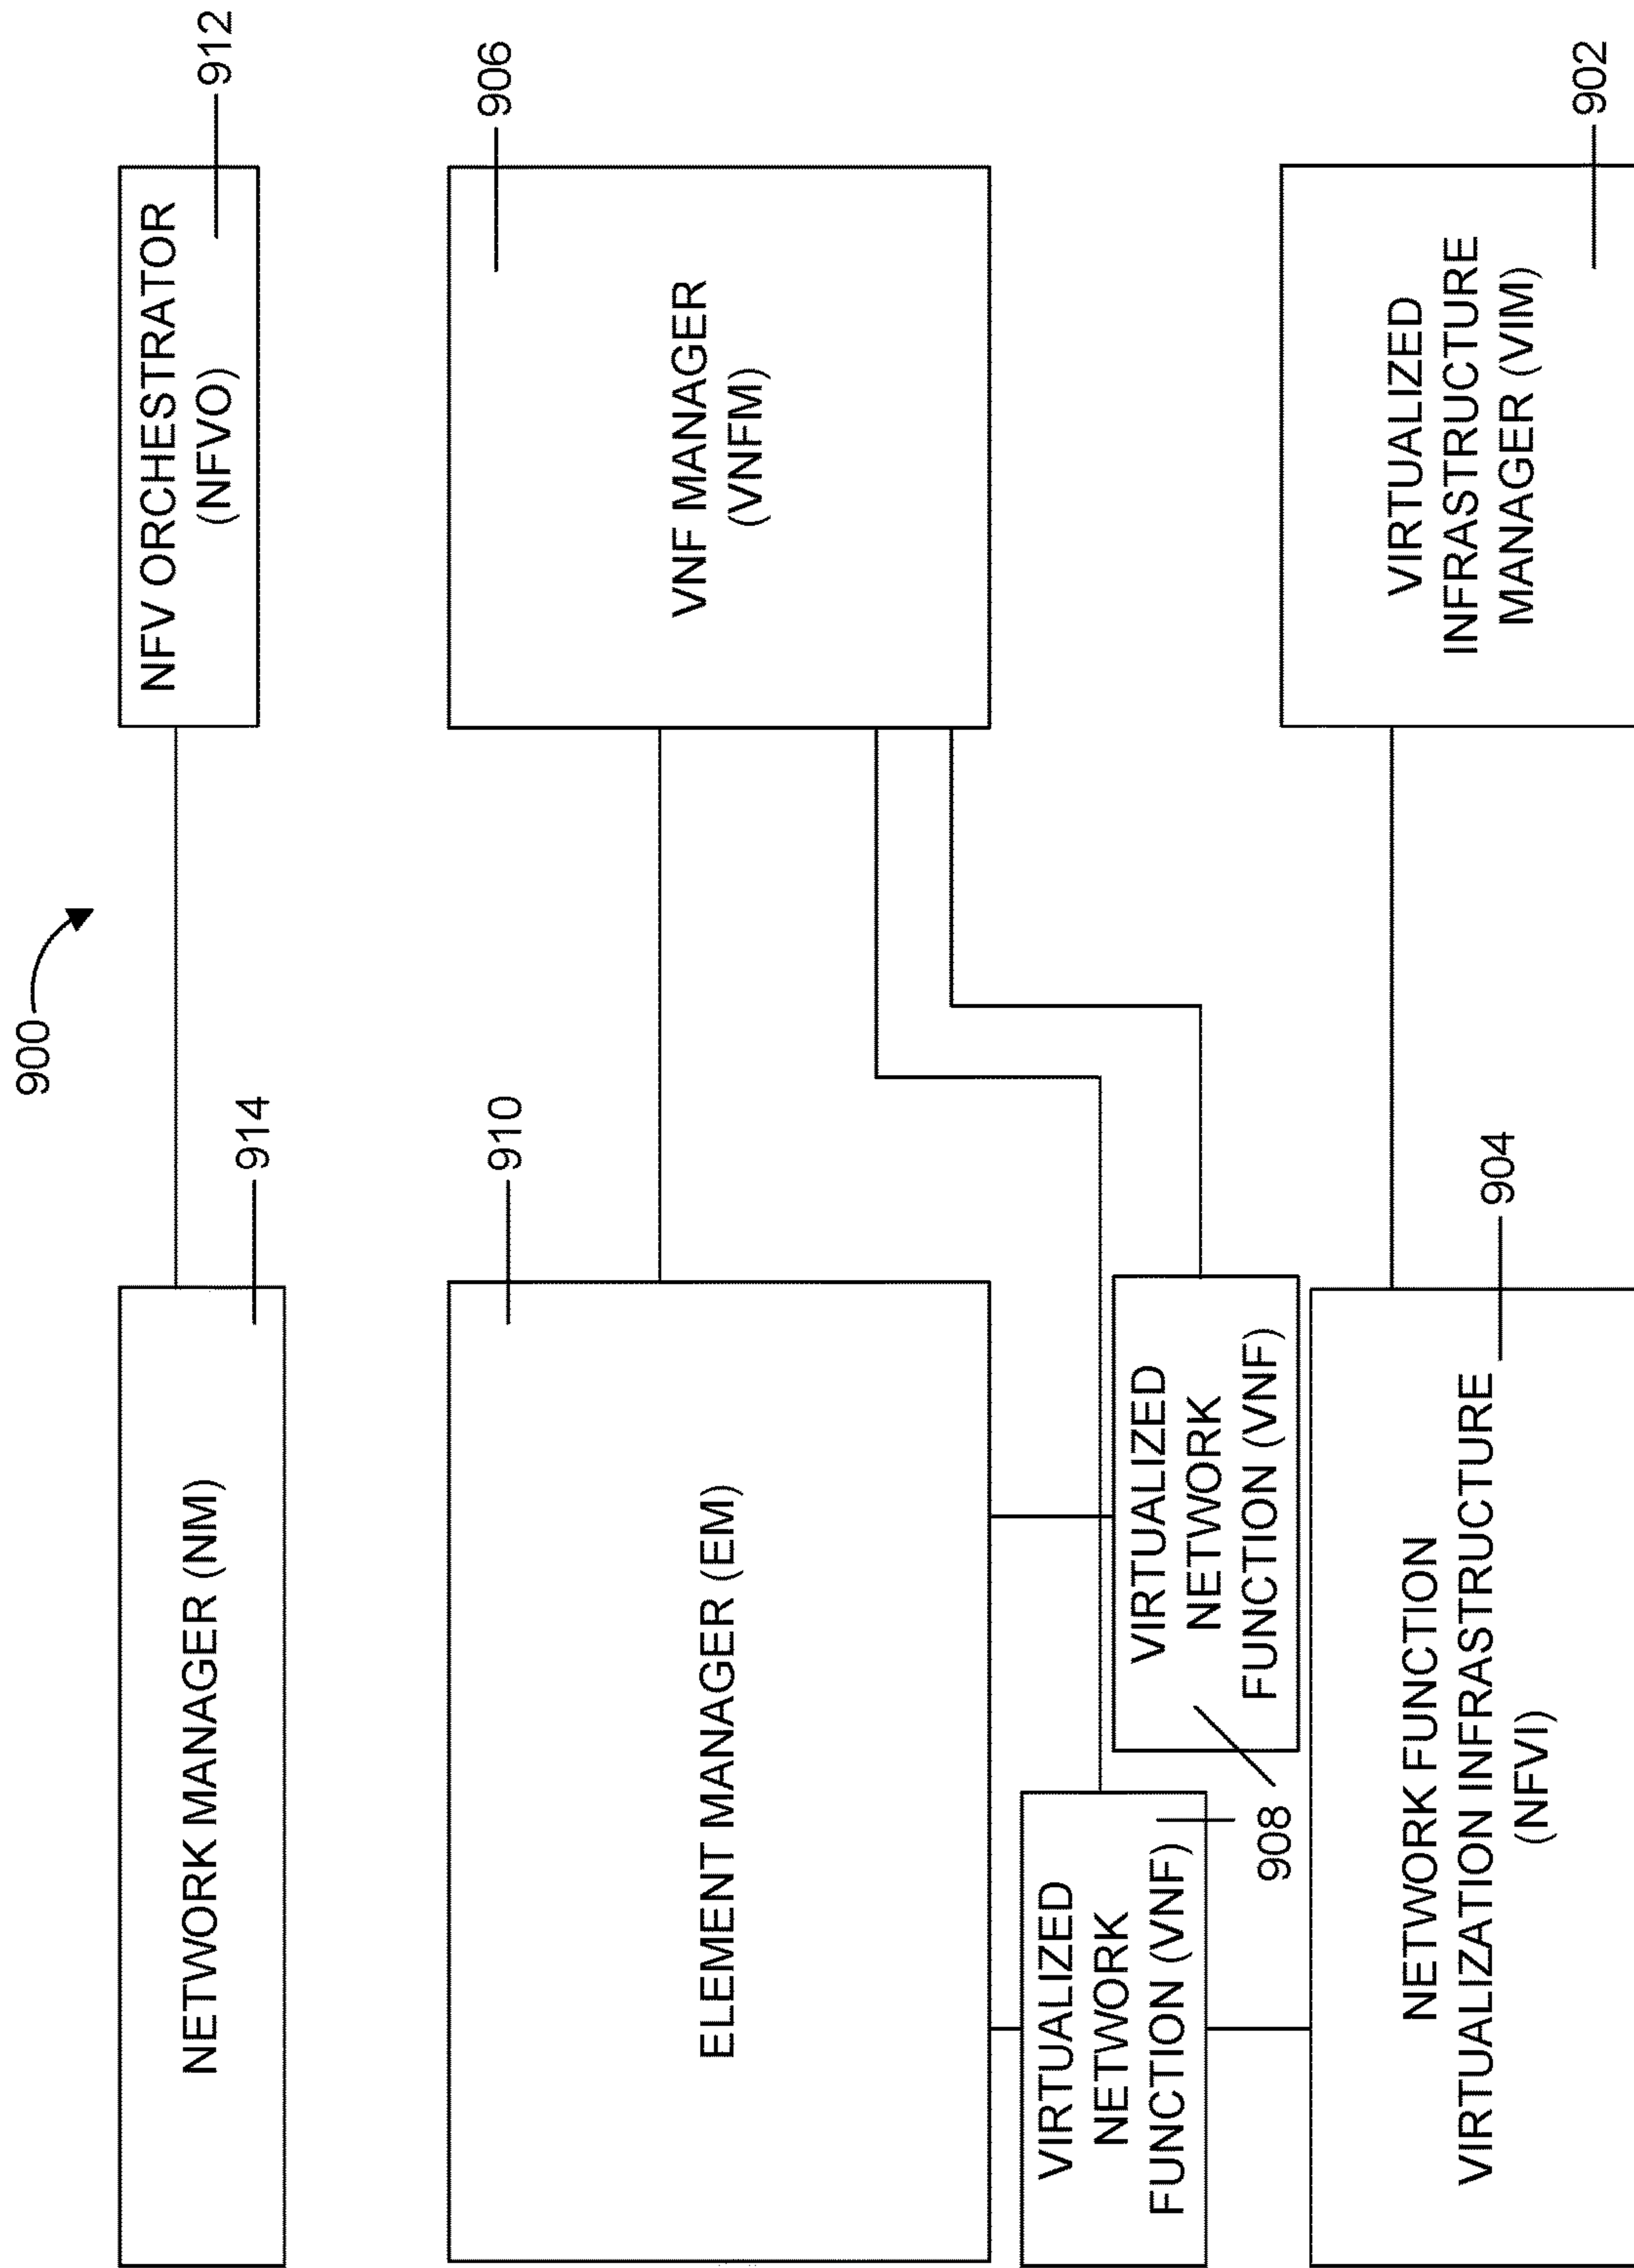 900
NETWORK MANAGER (NM)
914
NFV ORCHESTRATOR
(NFVO)
912
ELEMENT MANAGER (EM)
910
VNF MANAGER
(VNFM)
906
VIRTUALIZED
NETWORK
FUNCTION (VNF)
908
VIRTUALIZED
NETWORK
FUNCTION (VNF)
NETWORK FUNCTION
VIRTUALIZATION INFRASTRUCTURE
(NFVI)
904
VIRTUALIZED
INFRASTRUCTURE
MANAGER (VIM)
902